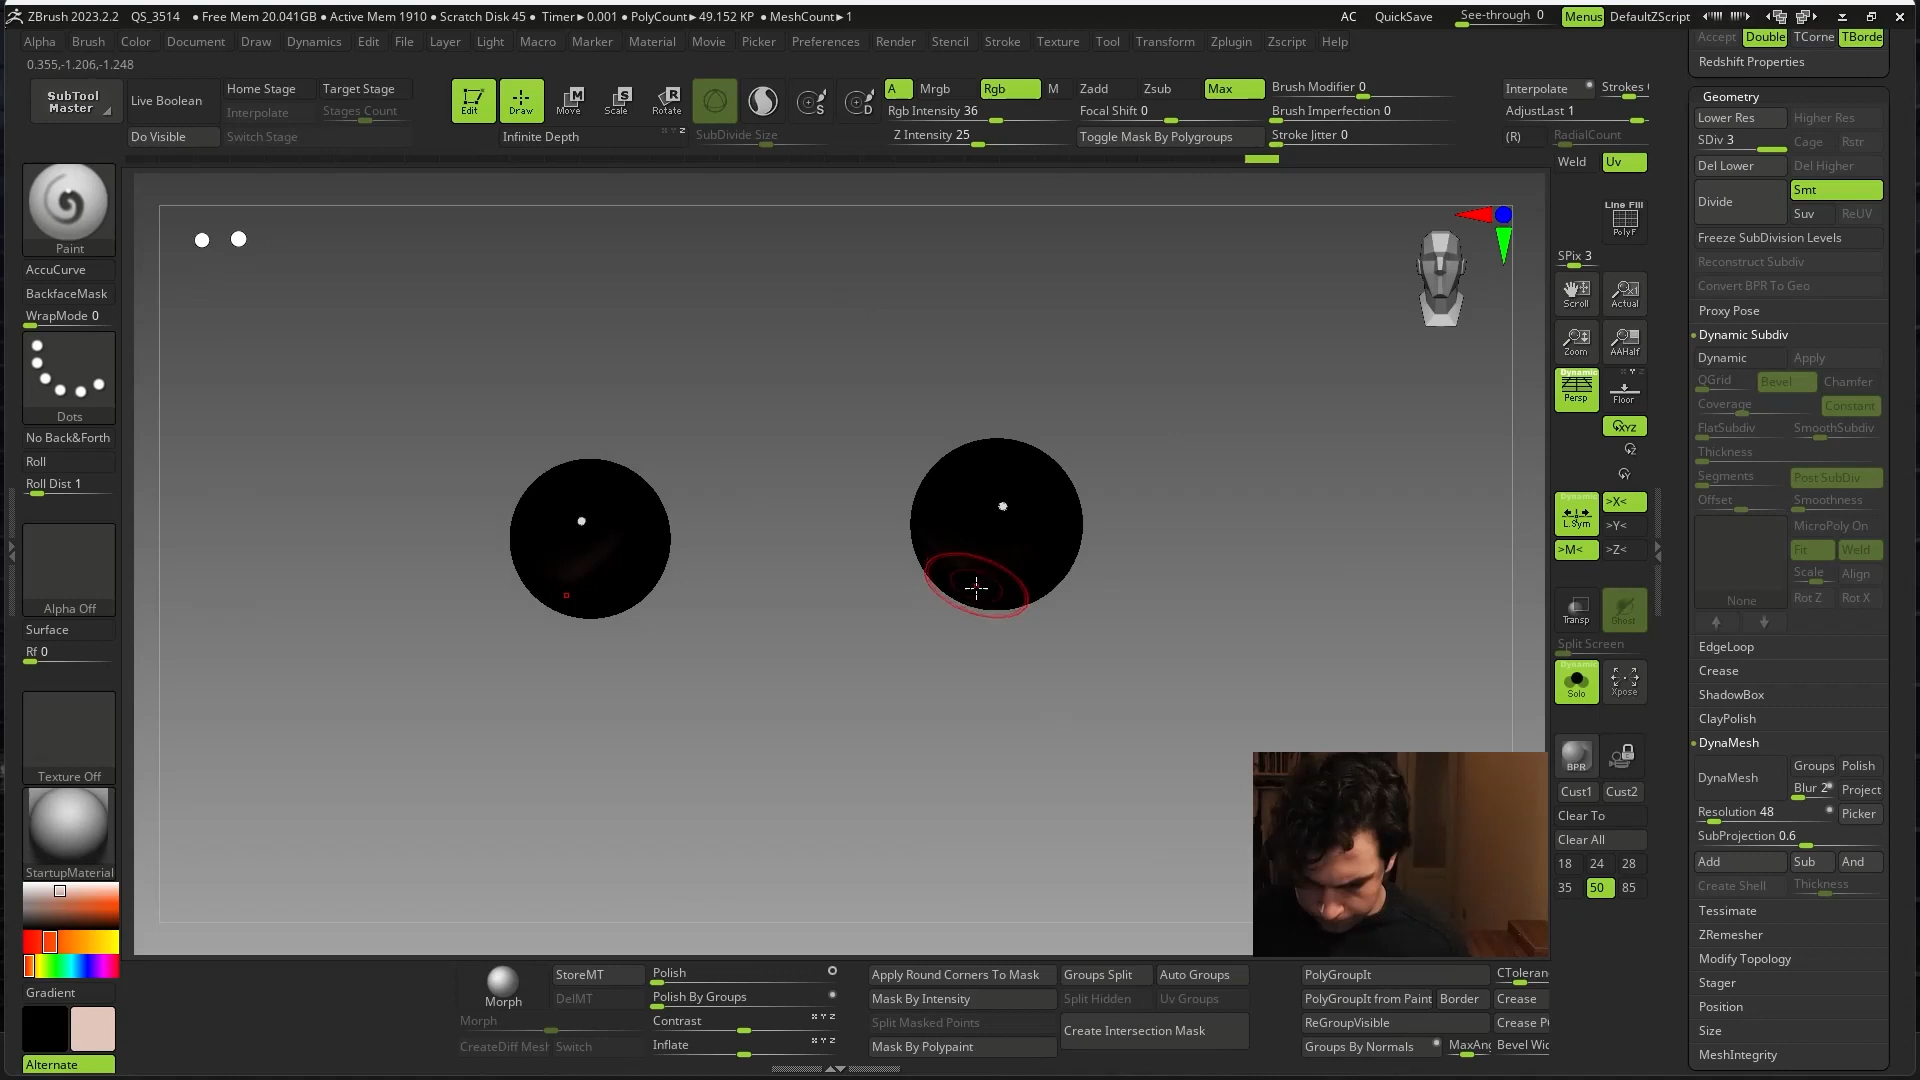 ZBrush 2023.2.2 QS_3514 ● Free Mem 20.041GB ● Active Mem 1910 ● Scratch Disk 45 ● Timer▶0.001 ● PolyCount▶49.152 KP ● MeshCount▶1 AC QuickSave See-through 0 Menus DefaultZScript
Alpha Brush Color Document Draw Dynamics Edit File Layer Light Macro Marker Material Movie Picker Preferences Render Stencil Stroke Texture Tool Transform Zplugin Zscript Help
0.355,-1.206,-1.248
SubTool Master
Live Boolean
Do Visible
Home Stage Target Stage
Interpolate Stages Count
Switch Stage
Edit Draw Move Scale Rotate
Infinite Depth
SubDivide Size
A Mrgb Rgb M Zadd Zsub Max
Rgb Intensity 36 Focal Shift 0
Z Intensity 25 Toggle Mask By Polygroups
Brush Modifier 0
Brush Imperfection 0
Stroke Jitter 0
Interpolate Strokes
AdjustLast 1
(R) RadialCount
Weld Uv
Paint
AccuCurve
BackfaceMask
WrapMode 0
Dots
No Back&Forth
Roll
Roll Dist 1
Alpha Off
Surface
Rf 0
Texture Off
StartupMaterial
Gradient
Alternate
Line Fill
PolyF
SPix 3
Scroll Actual
Zoom AAHalf
Dynamic
Persp Floor
XYZ
Dynamic
L.Sym >X<
>Y<
>M< >Z<
Transp Ghost
Split Screen
Dynamic
Solo Xpose
BPR
Cust1 Cust2
Clear To
Clear All
18 24 28
35 50 85
Accept Double TCorne TBorde
Redshift Properties
Geometry
Lower Res Higher Res
SDiv 3 Cage Rstr
Del Lower Del Higher
Divide Smt
Suv ReUV
Freeze SubDivision Levels
Reconstruct Subdiv
Convert BPR To Geo
Proxy Pose
Dynamic Subdiv
Dynamic Apply
QGrid Bevel Chamfer
Coverage Constant
FlatSubdiv SmoothSubdiv
Thickness
Segments Post SubDiv
Offset Smoothness
MicroPoly On
Fit Weld
Scale Align
None Rot Z Rot X
EdgeLoop
Crease
ShadowBox
ClayPolish
DynaMesh
DynaMesh Groups Polish
Blur 2 Project
Resolution 48 Picker
SubProjection 0.6
Add Sub And
Create Shell Thickness
Tessimate
ZRemesher
Modify Topology
Stager
Position
Size
MeshIntegrity
Morph
StoreMT
DelMT
Morph
CreateDiff Mesh Switch
Polish
Polish By Groups
Contrast
Inflate
Apply Round Corners To Mask
Mask By Intensity
Split Masked Points
Mask By Polypaint
Groups Split Auto Groups
Split Hidden Uv Groups
Create Intersection Mask
PolyGroupIt CToleran
PolyGroupIt from Paint Border Crease
ReGroupVisible Crease P
Groups By Normals MaxAng Bevel Wid